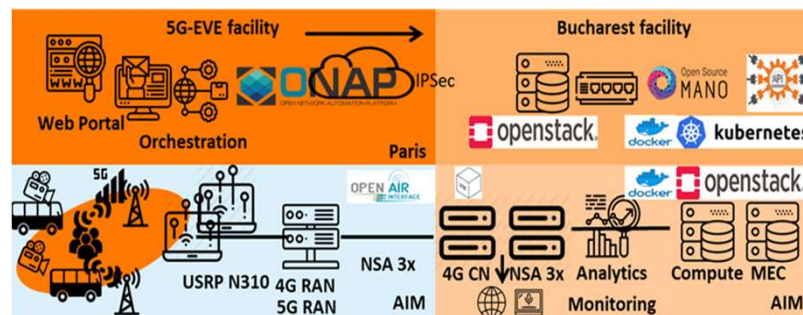 5G-EVE facility
Bucharest facility
WWW
ONAP
OPEN NETWORK AUTOMATION PLATFORM
IPSec
Open Source
MANO
API
Web Portal
Orchestration
Paris
openstack.
docker
kubernetes
5G
OPEN AIR
INTERFACE
docker
openstack.
USRP N310
4G RAN
5G RAN
NSA 3x
AIM
4G CN
NSA 3x
Analytics
Compute
MEC
Monitoring
AIM